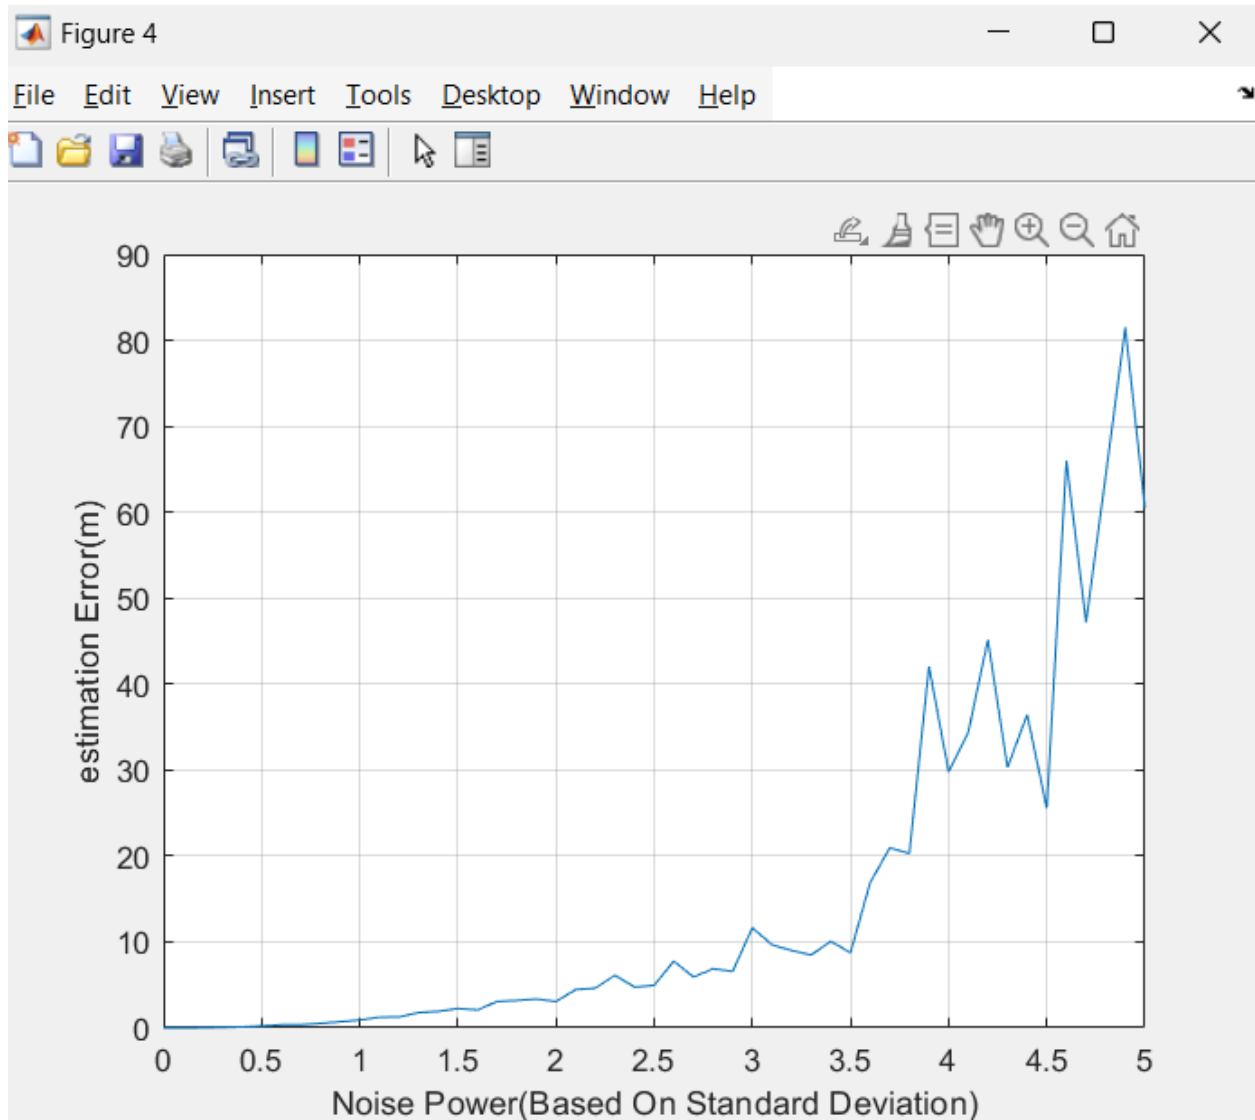 Figure 4
File Edit View Insert Tools Desktop Window Help
90
80
70
60
50
40
30
20
10
0
estimation Error(m)
0 0.5 1 1.5 2 2.5 3 3.5 4 4.5 5
Noise Power(Based On Standard Deviation)